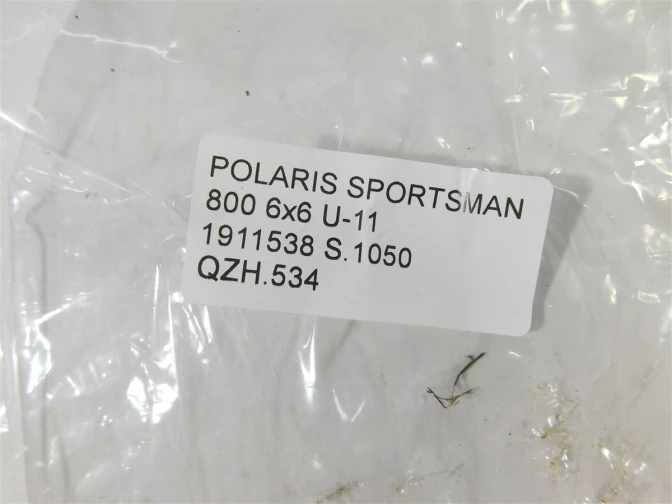 POLARIS SPORTSMAN
800 6x6 U-11
1911538 S.1050
QZH.534